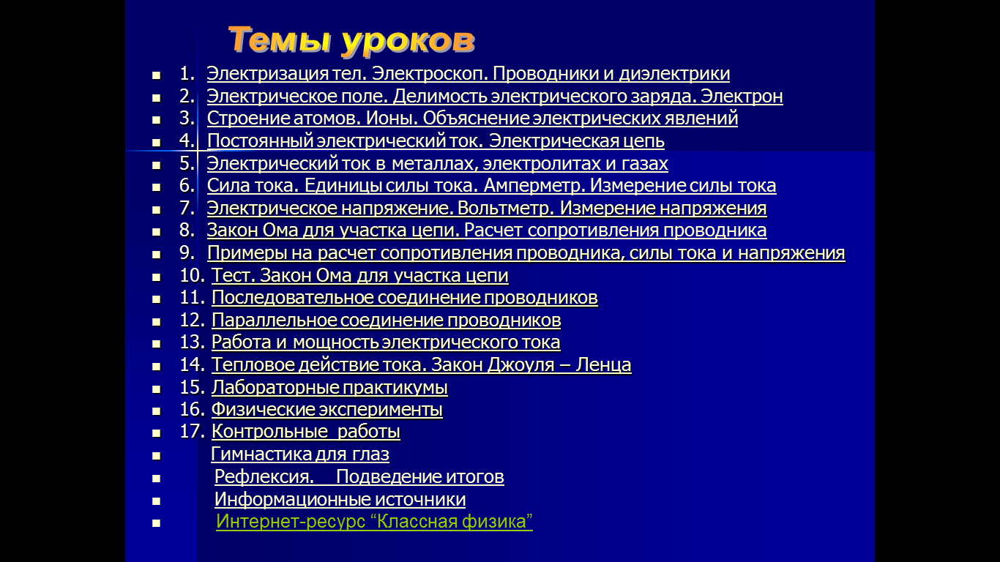 Темы уроков
1. Электризация тел. Электроскоп. Проводники и диэлектрики
2. Электрическое поле. Делимость электрического заряда. Электрон
3. Строение атомов. Ионы. Объяснение электрических явлений
4. Постоянный электрический ток. Электрическая цепь
5. Электрический ток в металлах, электролитах и газах
6. Сила тока. Единицы силы тока. Амперметр. Измерение силы тока
7. Электрическое напряжение. Вольтметр. Измерение напряжения
8. Закон Ома для участка цепи. Расчет сопротивления проводника
9. Примеры на расчет сопротивления проводника, силы тока и напряжения
10. Тест. Закон Ома для участка цепи
11. Последовательное соединение проводников
12. Параллельное соединение проводников
13. Работа и мощность электрического тока
14. Тепловое действие тока. Закон Джоуля – Ленца
15. Лабораторные практикумы
16. Физические эксперименты
17. Контрольные работы
Гимнастика для глаз
Рефлексия. Подведение итогов
Информационные источники
Интернет-ресурс “Классная физика”